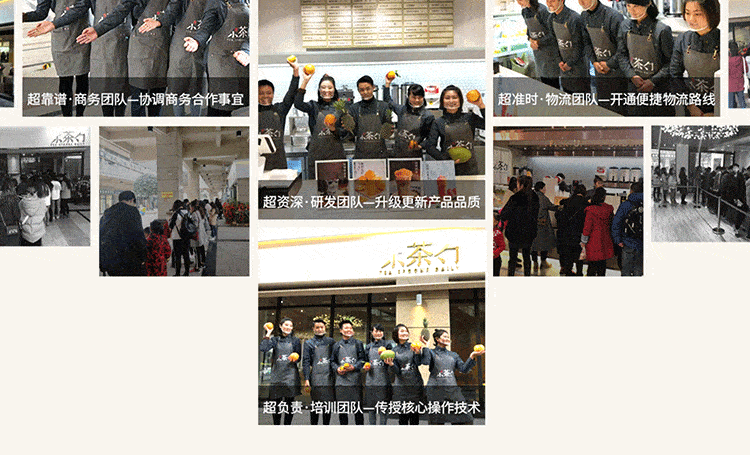 超靠谱·商务团队—协调商务合作事宜
超准时·物流团队—开通便捷物流路线
超资深·研发团队—升级更新产品品质
超负责·培训团队—传授核心操作技术